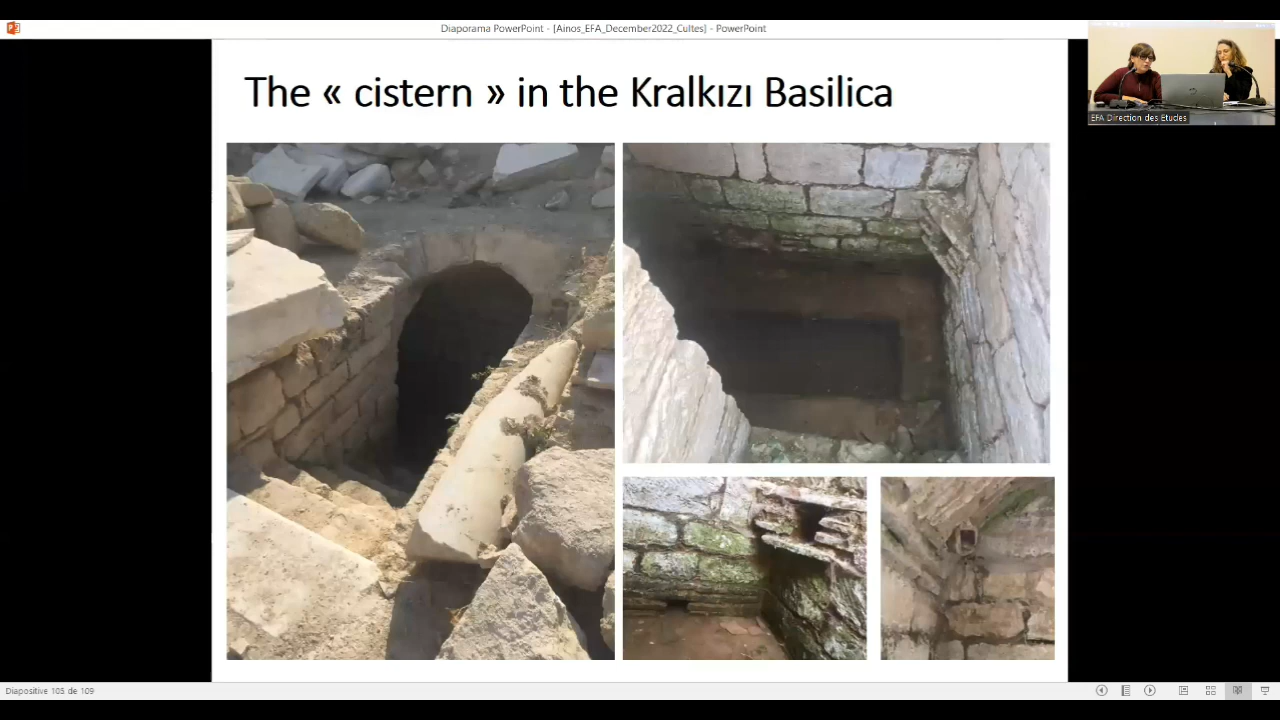 Diaporama PowerPoint - [Ainos_EFA_December2022_Cultes] - PowerPoint
The « cistern » in the Kralkızı Basilica
EFA Direction des Etudes
Diapositive 105 de 109